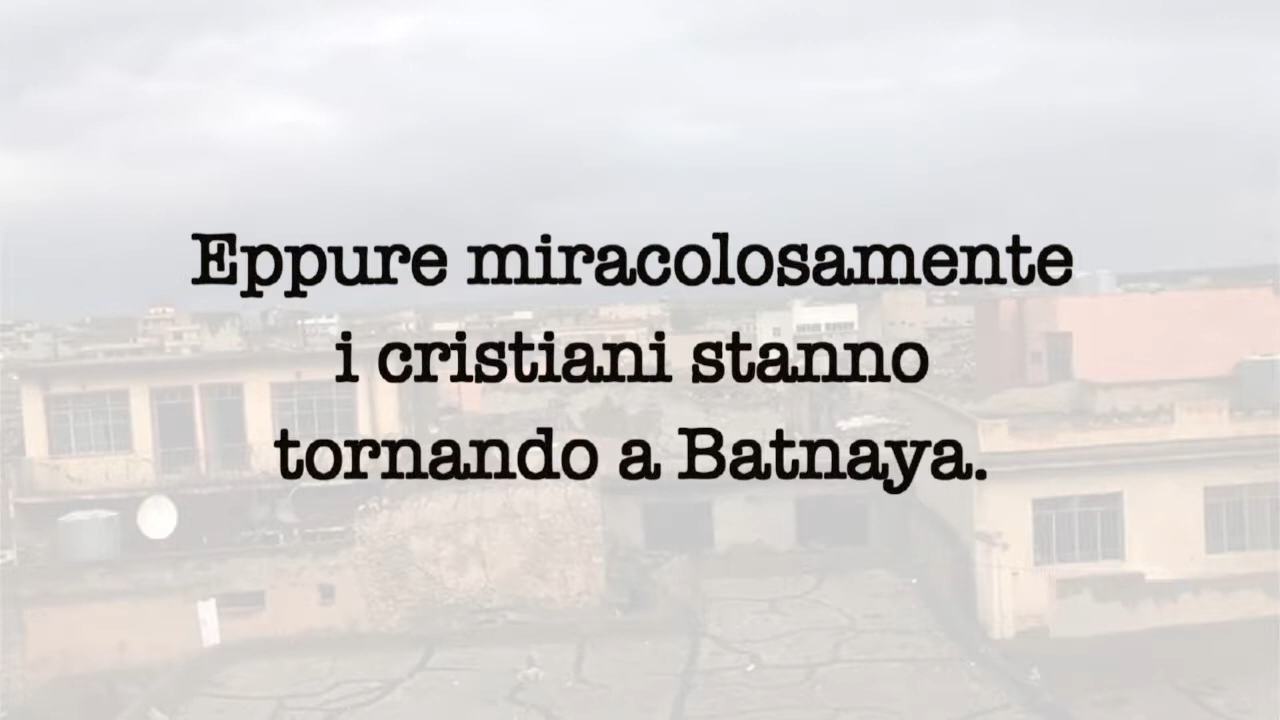 Eppure miracolosamente
i cristiani stanno
tornando a Batnaya.